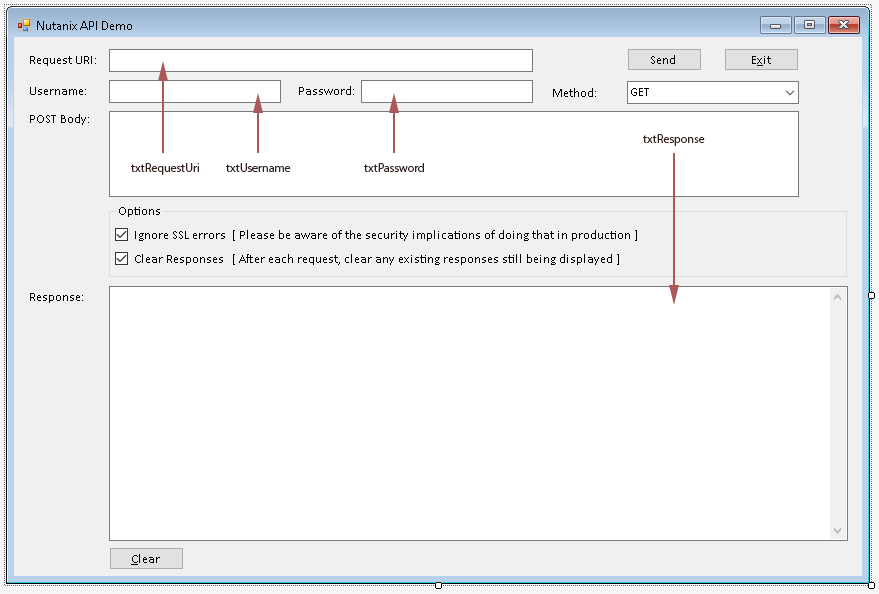 Nutanix API Demo
Request URI: Send Exit
Username: Password: Method: GET
POST Body:
txtResponse
txtRequestUri txtUsername txtPassword
Options
Ignore SSL errors [ Please be aware of the security implications of doing that in production ]
Clear Responses [ After each request, clear any existing responses still being displayed ]
Response:
Clear